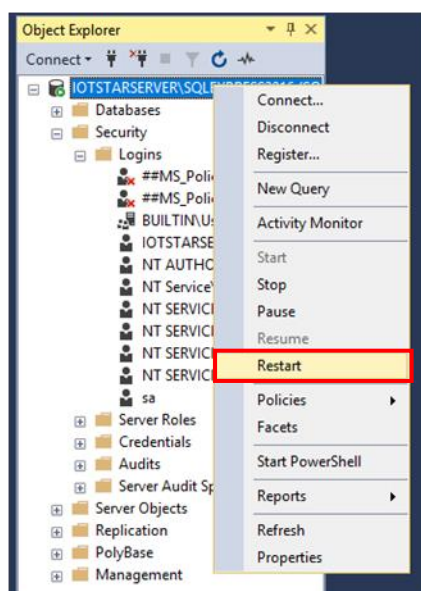 Object Explorer
Connect
IOTSTARSERVER\SQLEXPRESS2016
Databases
Security
Logins
##MS_Poli
##MS_Poli
BUILTIN\Us
IOTSTARSE
NT AUTHO
NT Service\
NT SERVICI
NT SERVICI
NT SERVICI
NT SERVICI
sa
Server Roles
Credentials
Audits
Server Audit Sp
Server Objects
Replication
PolyBase
Management
Connect...
Disconnect
Register...
New Query
Activity Monitor
Start
Stop
Pause
Resume
Restart
Policies
Facets
Start PowerShell
Reports
Refresh
Properties